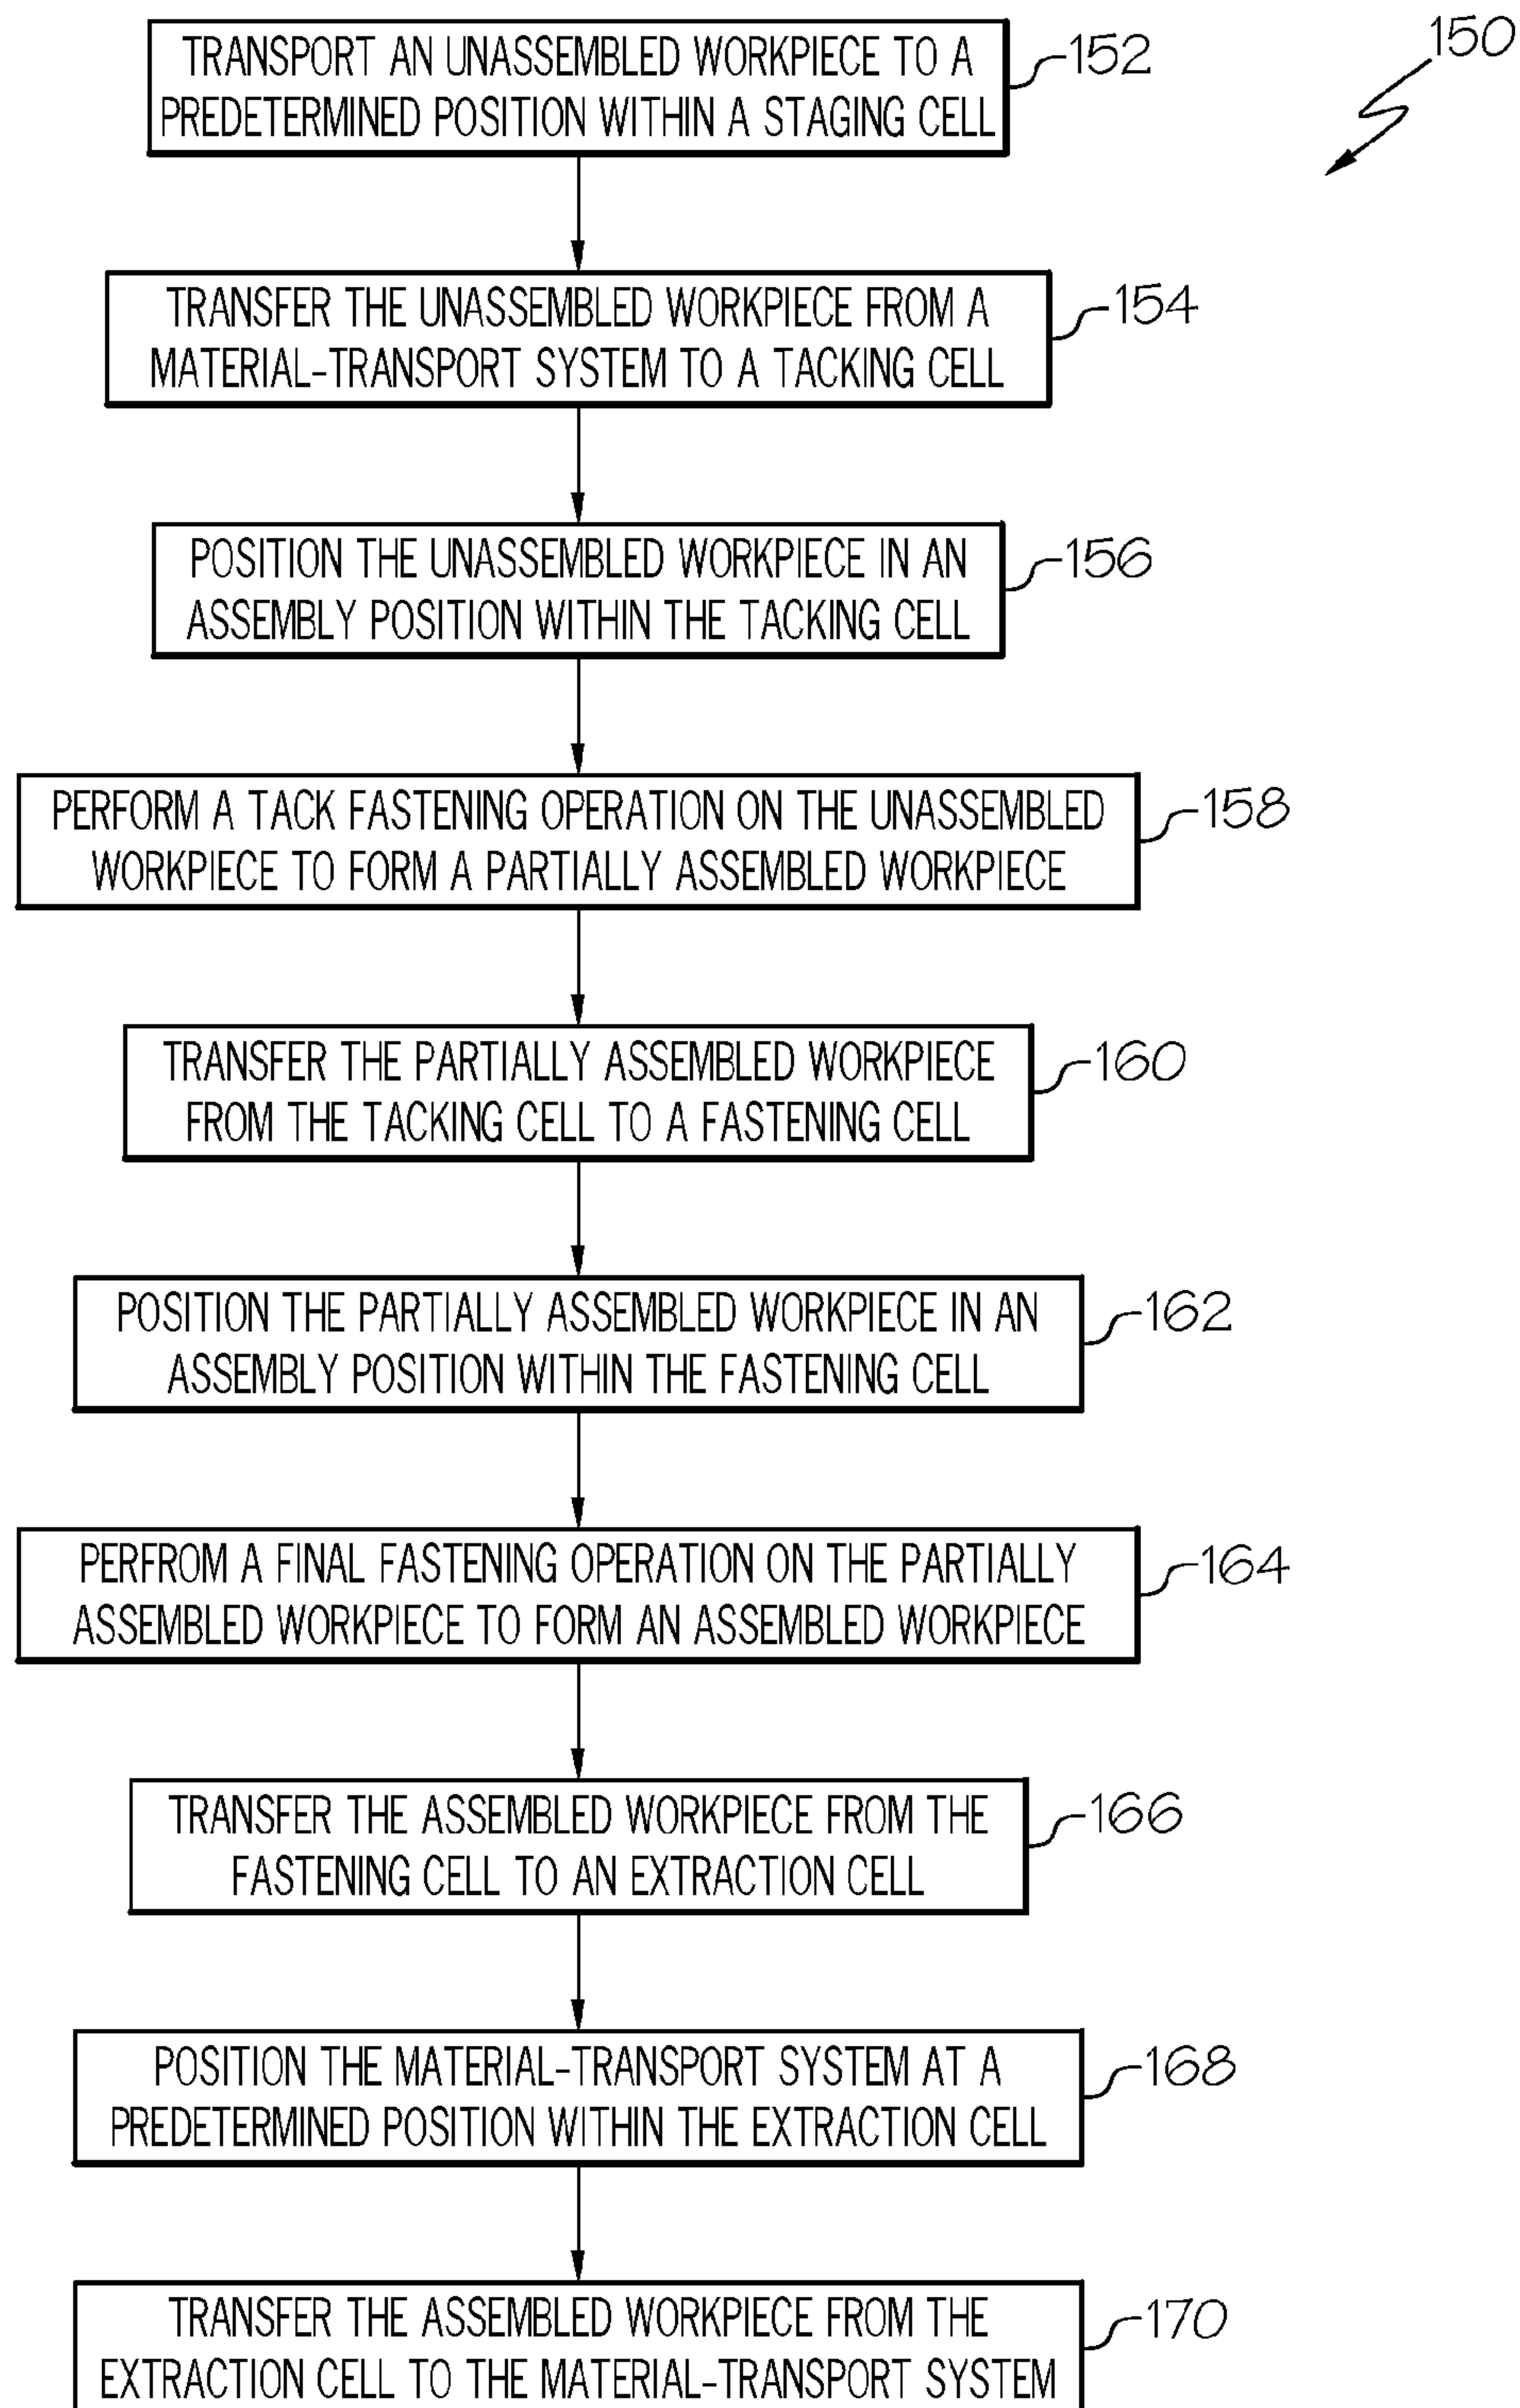 150
TRANSPORT AN UNASSEMBLED WORKPIECE TO A
PREDETERMINED POSITION WITHIN A STAGING CELL
152
TRANSFER THE UNASSEMBLED WORKPIECE FROM A
MATERIAL-TRANSPORT SYSTEM TO A TACKING CELL
154
POSITION THE UNASSEMBLED WORKPIECE IN AN
ASSEMBLY POSITION WITHIN THE TACKING CELL
156
PERFORM A TACK FASTENING OPERATION ON THE UNASSEMBLED
WORKPIECE TO FORM A PARTIALLY ASSEMBLED WORKPIECE
158
TRANSFER THE PARTIALLY ASSEMBLED WORKPIECE
FROM THE TACKING CELL TO A FASTENING CELL
160
POSITION THE PARTIALLY ASSEMBLED WORKPIECE IN AN
ASSEMBLY POSITION WITHIN THE FASTENING CELL
162
PERFROM A FINAL FASTENING OPERATION ON THE PARTIALLY
ASSEMBLED WORKPIECE TO FORM AN ASSEMBLED WORKPIECE
164
TRANSFER THE ASSEMBLED WORKPIECE FROM THE
FASTENING CELL TO AN EXTRACTION CELL
166
POSITION THE MATERIAL-TRANSPORT SYSTEM AT A
PREDETERMINED POSITION WITHIN THE EXTRACTION CELL
168
TRANSFER THE ASSEMBLED WORKPIECE FROM THE
EXTRACTION CELL TO THE MATERIAL-TRANSPORT SYSTEM
170